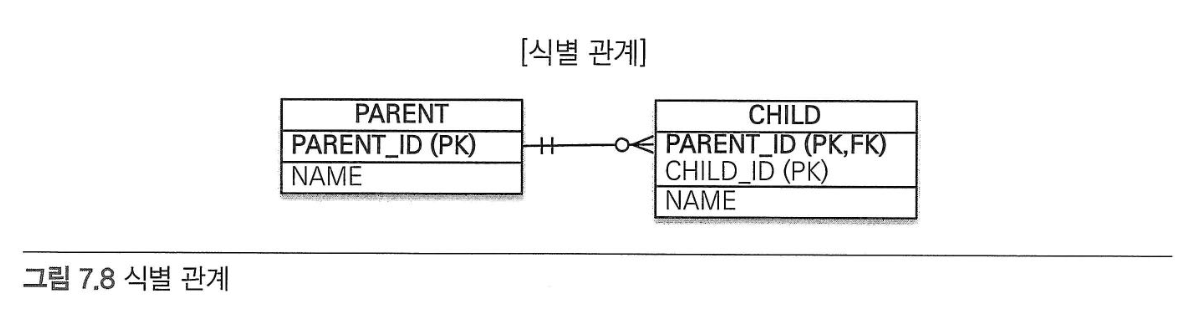 [식별 관계]
PARENT
PARENT_ID (PK)
NAME
CHILD
PARENT_ID (PK,FK)
CHILD_ID (PK)
NAME
그림 7.8 식별 관계